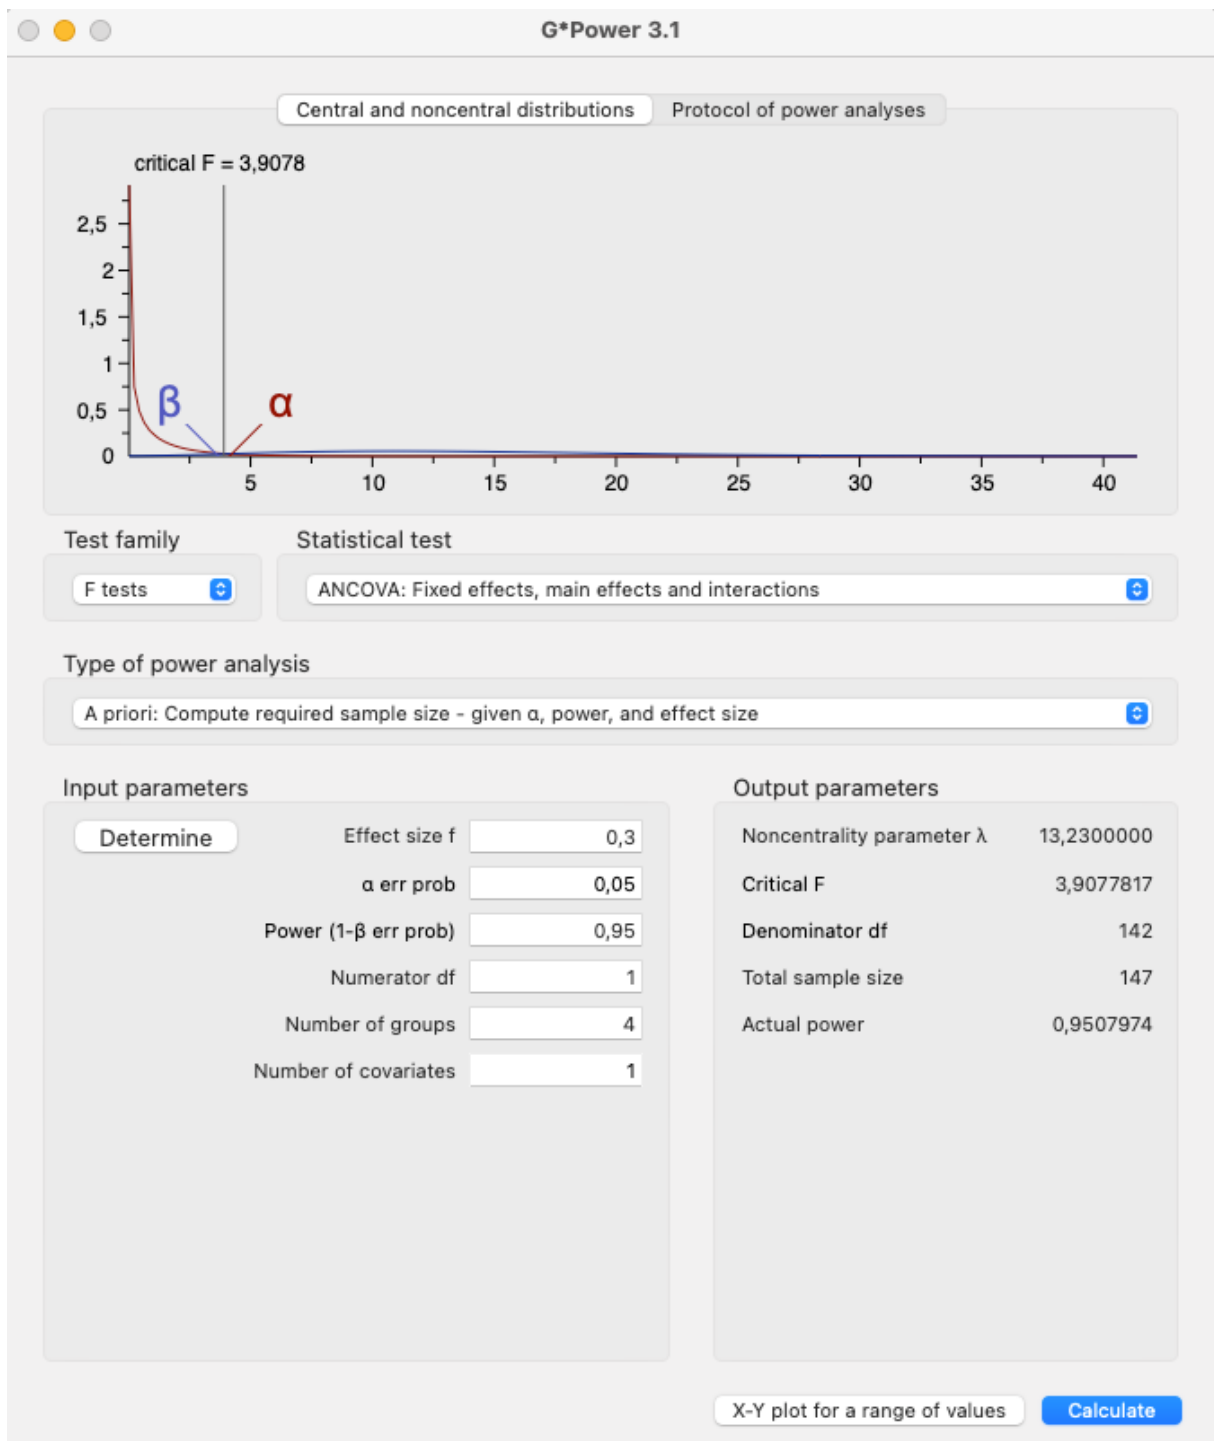 G*Power 3.1
Central and noncentral distributions
Protocol of power analyses
critical F = 3,9078
2,5
2
1,5
1
0,5
0
β
α
5 10 15 20 25 30 35 40
Test family
Statistical test
F tests
ANCOVA: Fixed effects, main effects and interactions
Type of power analysis
A priori: Compute required sample size - given α, power, and effect size
Input parameters
Determine
Effect size f 0,3
α err prob 0,05
Power (1-β err prob) 0,95
Numerator df 1
Number of groups 4
Number of covariates 1
Output parameters
Noncentrality parameter λ 13,2300000
Critical F 3,9077817
Denominator df 142
Total sample size 147
Actual power 0,9507974
X-Y plot for a range of values
Calculate